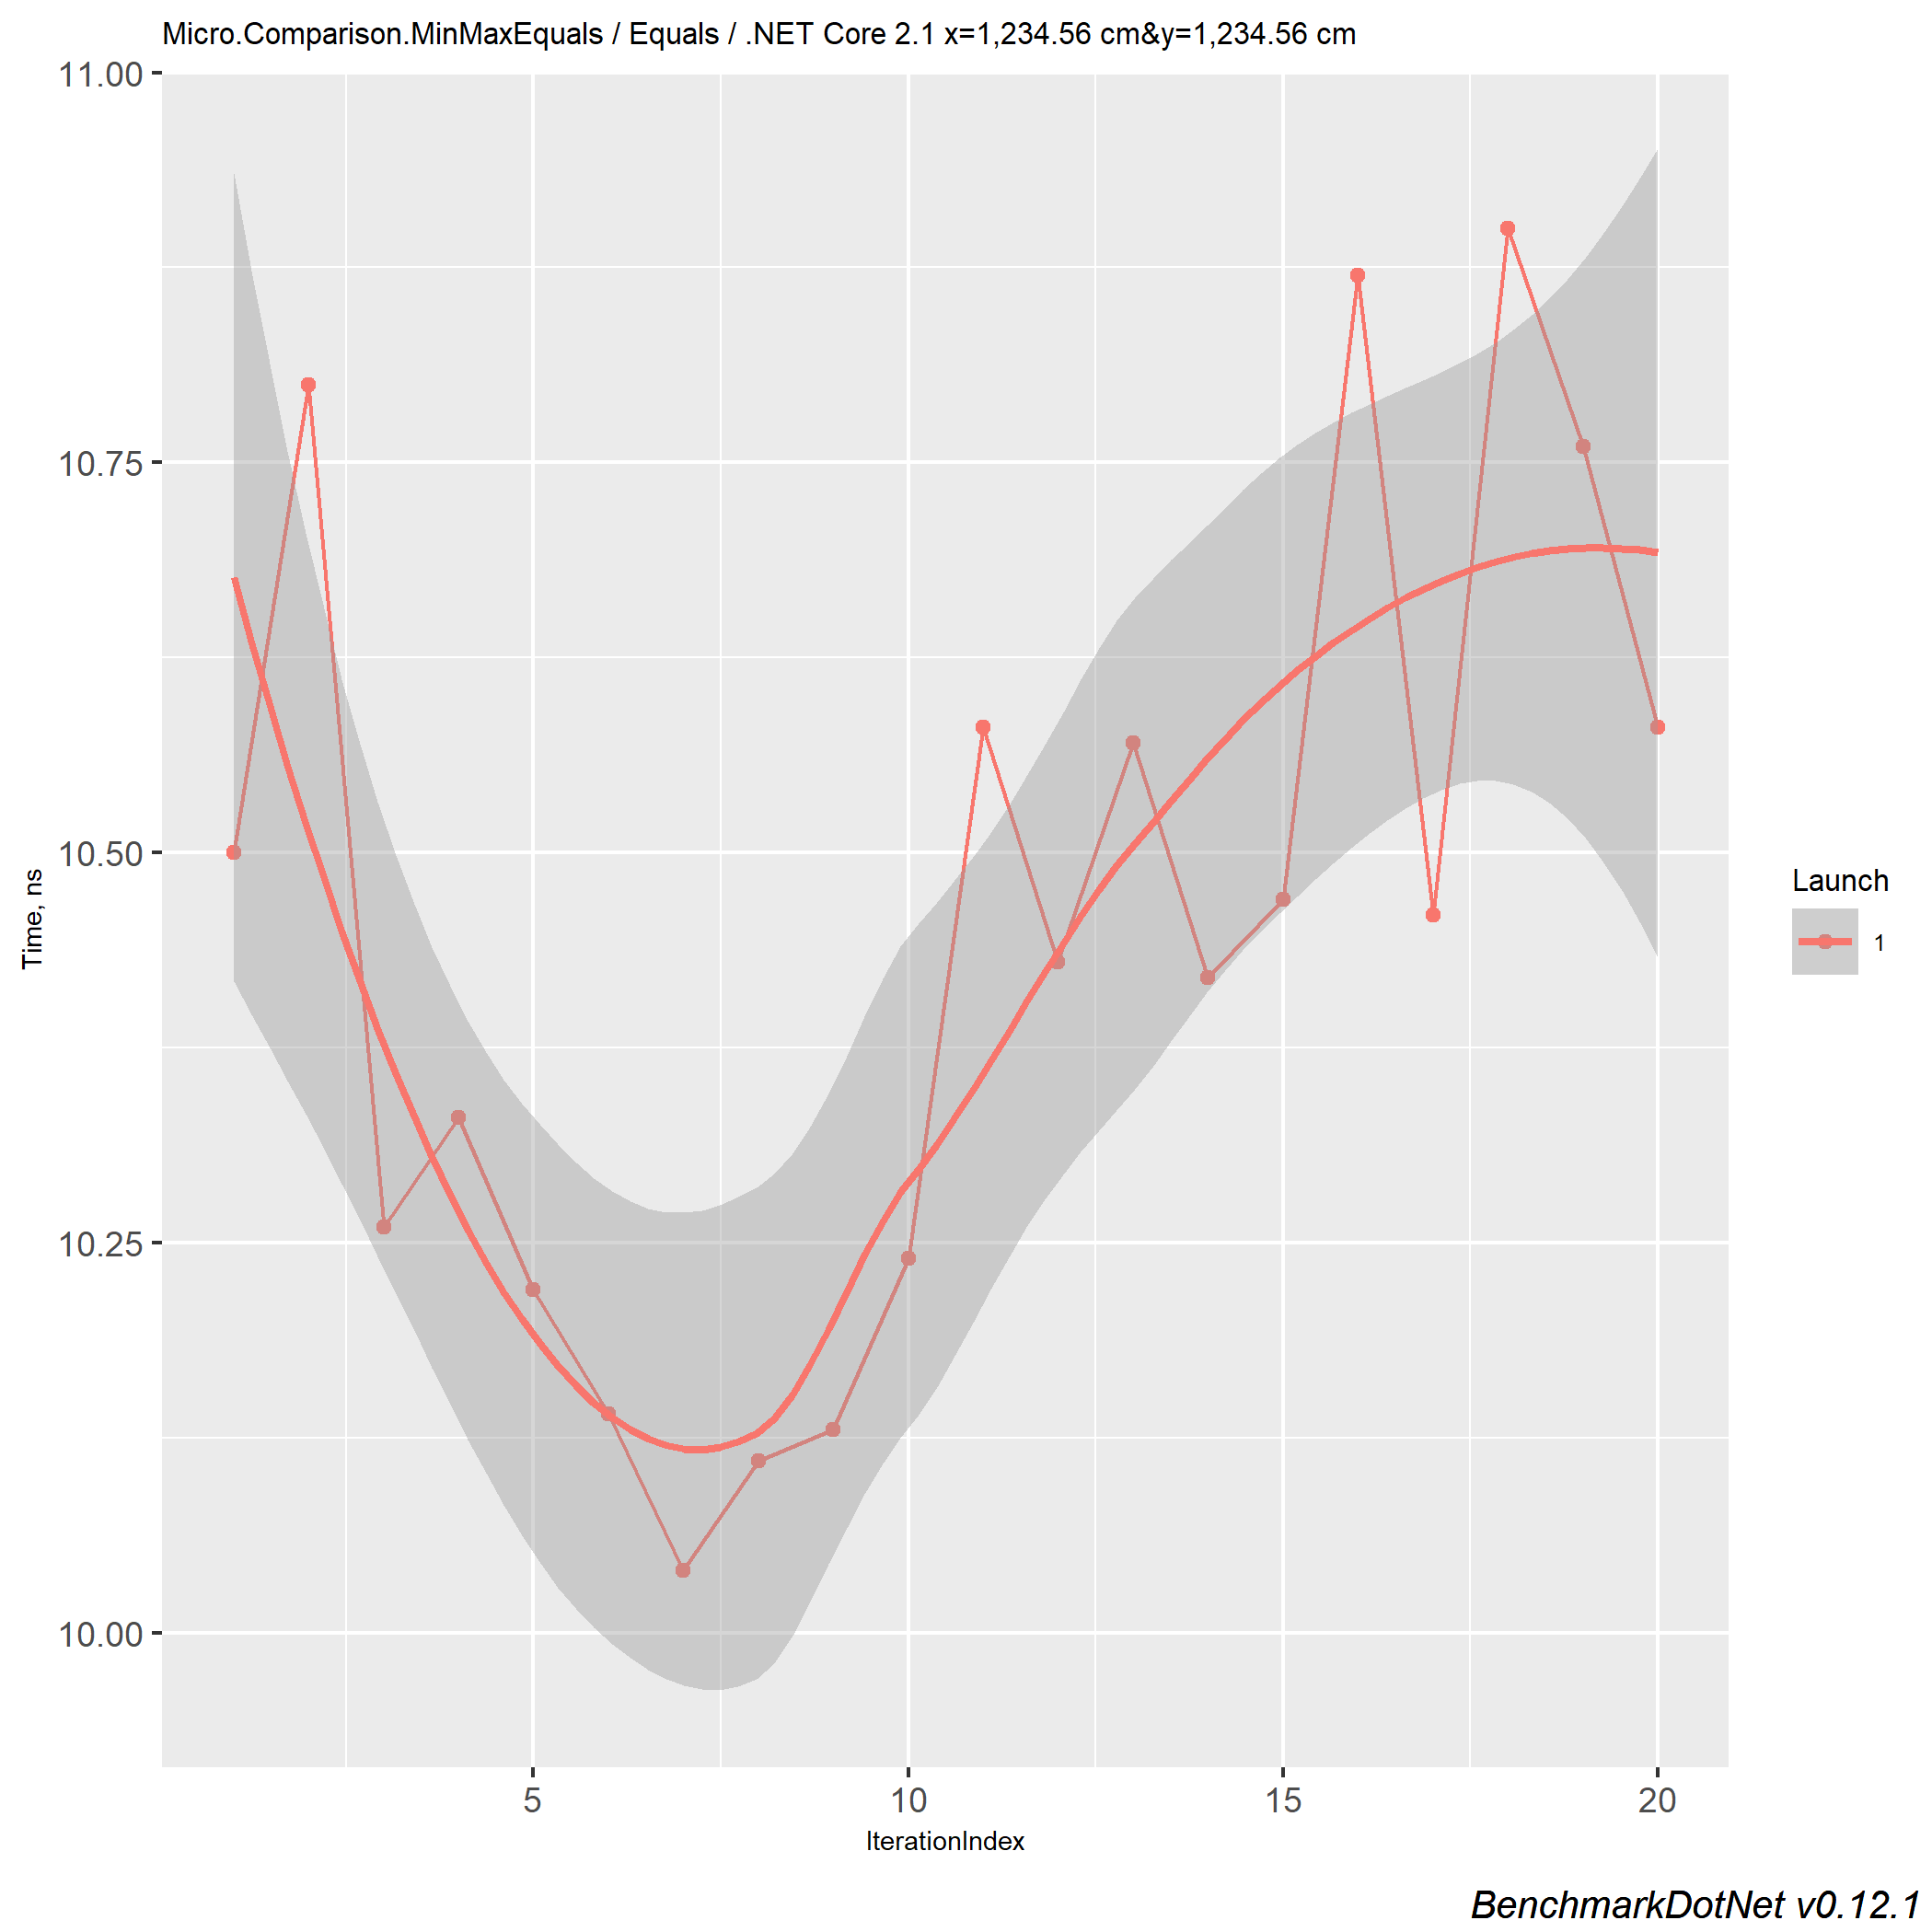 Micro.Comparison.MinMaxEquals / Equals / .NET Core 2.1 x=1,234.56 cm&y=1,234.56 cm
11.00
10.75
10.50
10.25
10.00
Time, ns
5
10
15
20
IterationIndex
Launch
1
BenchmarkDotNet v0.12.1